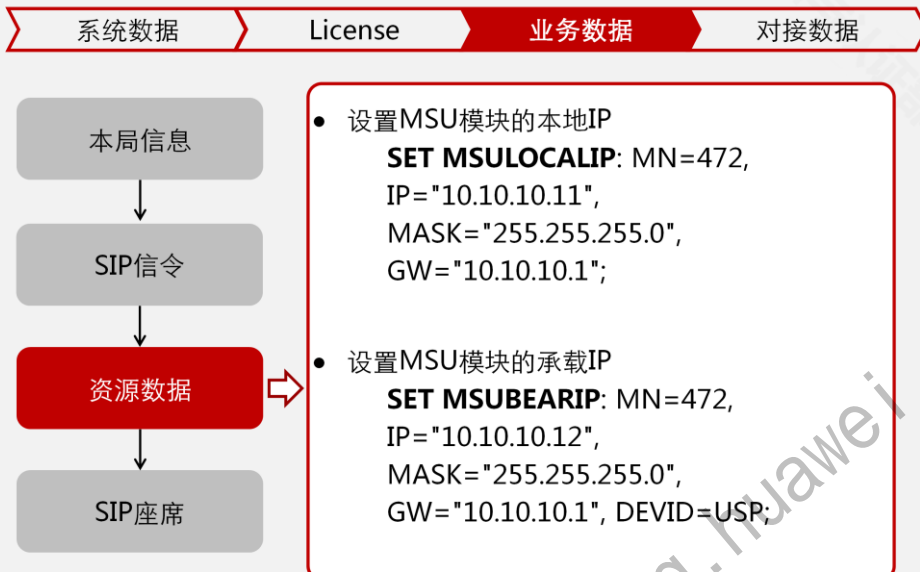 系统数据
License
业务数据
对接数据
本局信息
SIP信令
资源数据
SIP座席
● 设置MSU模块的本地IP
SET MSULOCALIP: MN=472,
IP="10.10.10.11",
MASK="255.255.255.0",
GW="10.10.10.1";
● 设置MSU模块的承载IP
SET MSUBEARIP: MN=472,
IP="10.10.10.12",
MASK="255.255.255.0",
GW="10.10.10.1", DEVID=USP;
g.huawei